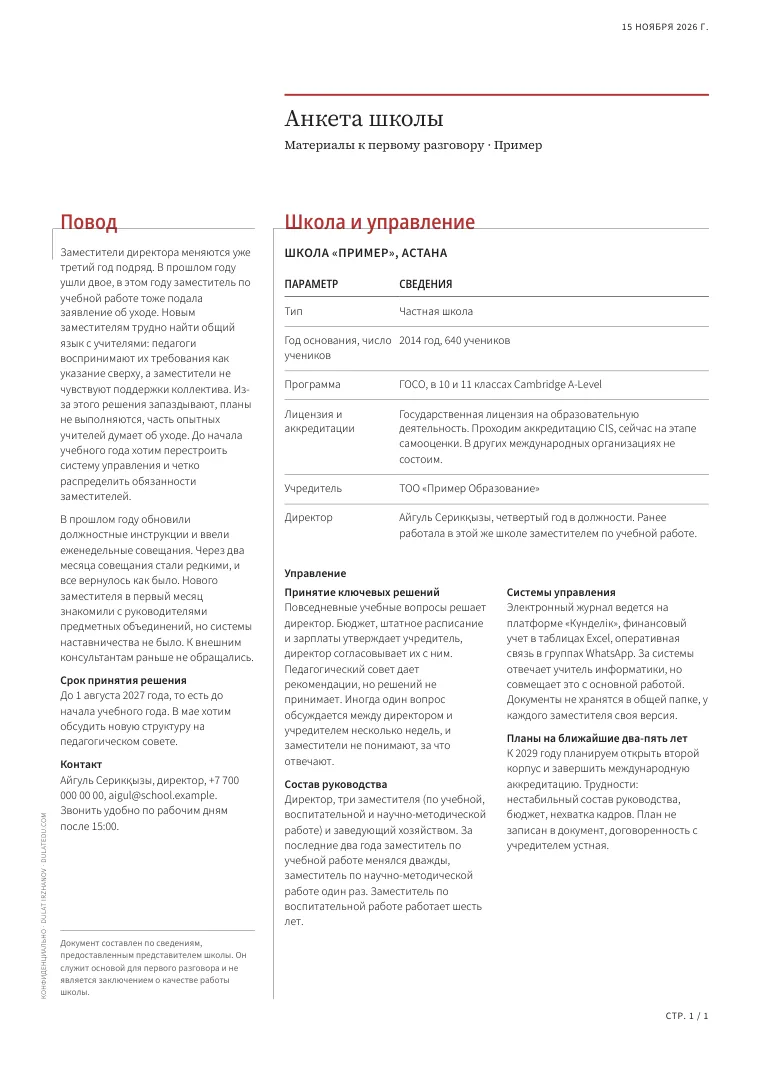 15 НОЯБРЯ 2026 Г.
Анкета школы
Материалы к первому разговору · Пример
Повод
Заместители директора меняются уже
третий год подряд. В прошлом году
ушли двое, в этом году заместитель по
учебной работе тоже подала
заявление об уходе. Новым
заместителям трудно найти общий
язык с учителями: педагоги
воспринимают их требования как
указание сверху, а заместители не
чувствуют поддержки коллектива. Из-
за этого решения запаздывают, планы
не выполняются, часть опытных
учителей думает об уходе. До начала
учебного года хотим перестроить
систему управления и четко
распределить обязанности
заместителей.
В прошлом году обновили
должностные инструкции и ввели
еженедельные совещания. Через два
месяца совещания стали редкими, и
все вернулось как было. Нового
заместителя в первый месяц
знакомили с руководителями
предметных объединений, но системы
наставничества не было. К внешним
консультантам раньше не обращались.
Срок принятия решения
До 1 августа 2027 года, то есть до
начала учебного года. В мае хотим
обсудить новую структуру на
педагогическом совете.
Контакт
Айгуль Сериккызы, директор, +7 700
000 00 00, aigul@school.example.
Звонить удобно по рабочим дням
после 15:00.
Документ составлен по сведениям,
предоставленным представителем школы. Он
служит основой для первого разговора и не
является заключением о качестве работы
школы.
КОНФИДЕНЦИАЛЬНО · DULAT IRZHANOV · DULATEDU.COM
Школа и управление
ШКОЛА «ПРИМЕР», АСТАНА
ПАРАМЕТР СВЕДЕНИЯ
Тип Частная школа
Год основания, число 2014 год, 640 учеников
учеников
Программа ГОСО, в 10 и 11 классах Cambridge A-Level
Лицензия и Государственная лицензия на образовательную
аккредитации деятельность. Проходим аккредитацию CIS, сейчас на этапе
самооценки. В других международных организациях не
состоим.
Учредитель ТОО «Пример Образование»
Директор Айгуль Сериққызы, четвертый год в должности. Ранее
работала в этой же школе заместителем по учебной работе.
Управление
Принятие ключевых решений
Повседневные учебные вопросы решает
директор. Бюджет, штатное расписание
и зарплаты утверждает учредитель,
директор согласовывает их с ним.
Педагогический совет дает
рекомендации, но решений не
принимает. Иногда один вопрос
обсуждается между директором и
учредителем несколько недель, и
заместители не понимают, за что
отвечают.
Состав руководства
Директор, три заместителя (по учебной,
воспитательной и научно-методической
работе) и заведующий хозяйством. За
последние два года заместитель по
учебной работе менялся дважды,
заместитель по научно-методической
работе один раз. Заместитель по
воспитательной работе работает шесть
лет.
Системы управления
Электронный журнал ведется на
платформе «Күнделік», финансовый
учет в таблицах Excel, оперативная
связь в группах WhatsApp. За системы
отвечает учитель информатики, но
совмещает это с основной работой.
Документы не хранятся в общей папке, у
каждого заместителя своя версия.
Планы на ближайшие два-пять лет
К 2029 году планируем открыть второй
корпус и завершить международную
аккредитацию. Трудности:
нестабильный состав руководства,
бюджет, нехватка кадров. План не
записан в документ, договоренность с
учредителем устная.
СТР. 1 / 1